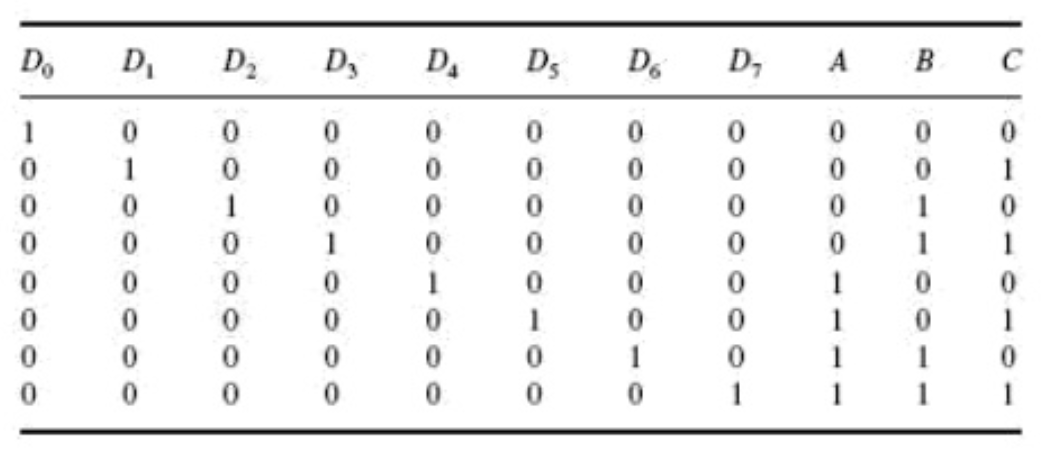 D₀ D₁ D₂ D₃ D₄ D₅ D₆ D₇ A B C
1 0 0 0 0 0 0 0 0 0 0
0 1 0 0 0 0 0 0 0 0 1
0 0 1 0 0 0 0 0 0 1 0
0 0 0 1 0 0 0 0 0 1 1
0 0 0 0 1 0 0 0 1 0 0
0 0 0 0 0 1 0 0 1 0 1
0 0 0 0 0 0 1 0 1 1 0
0 0 0 0 0 0 0 1 1 1 1